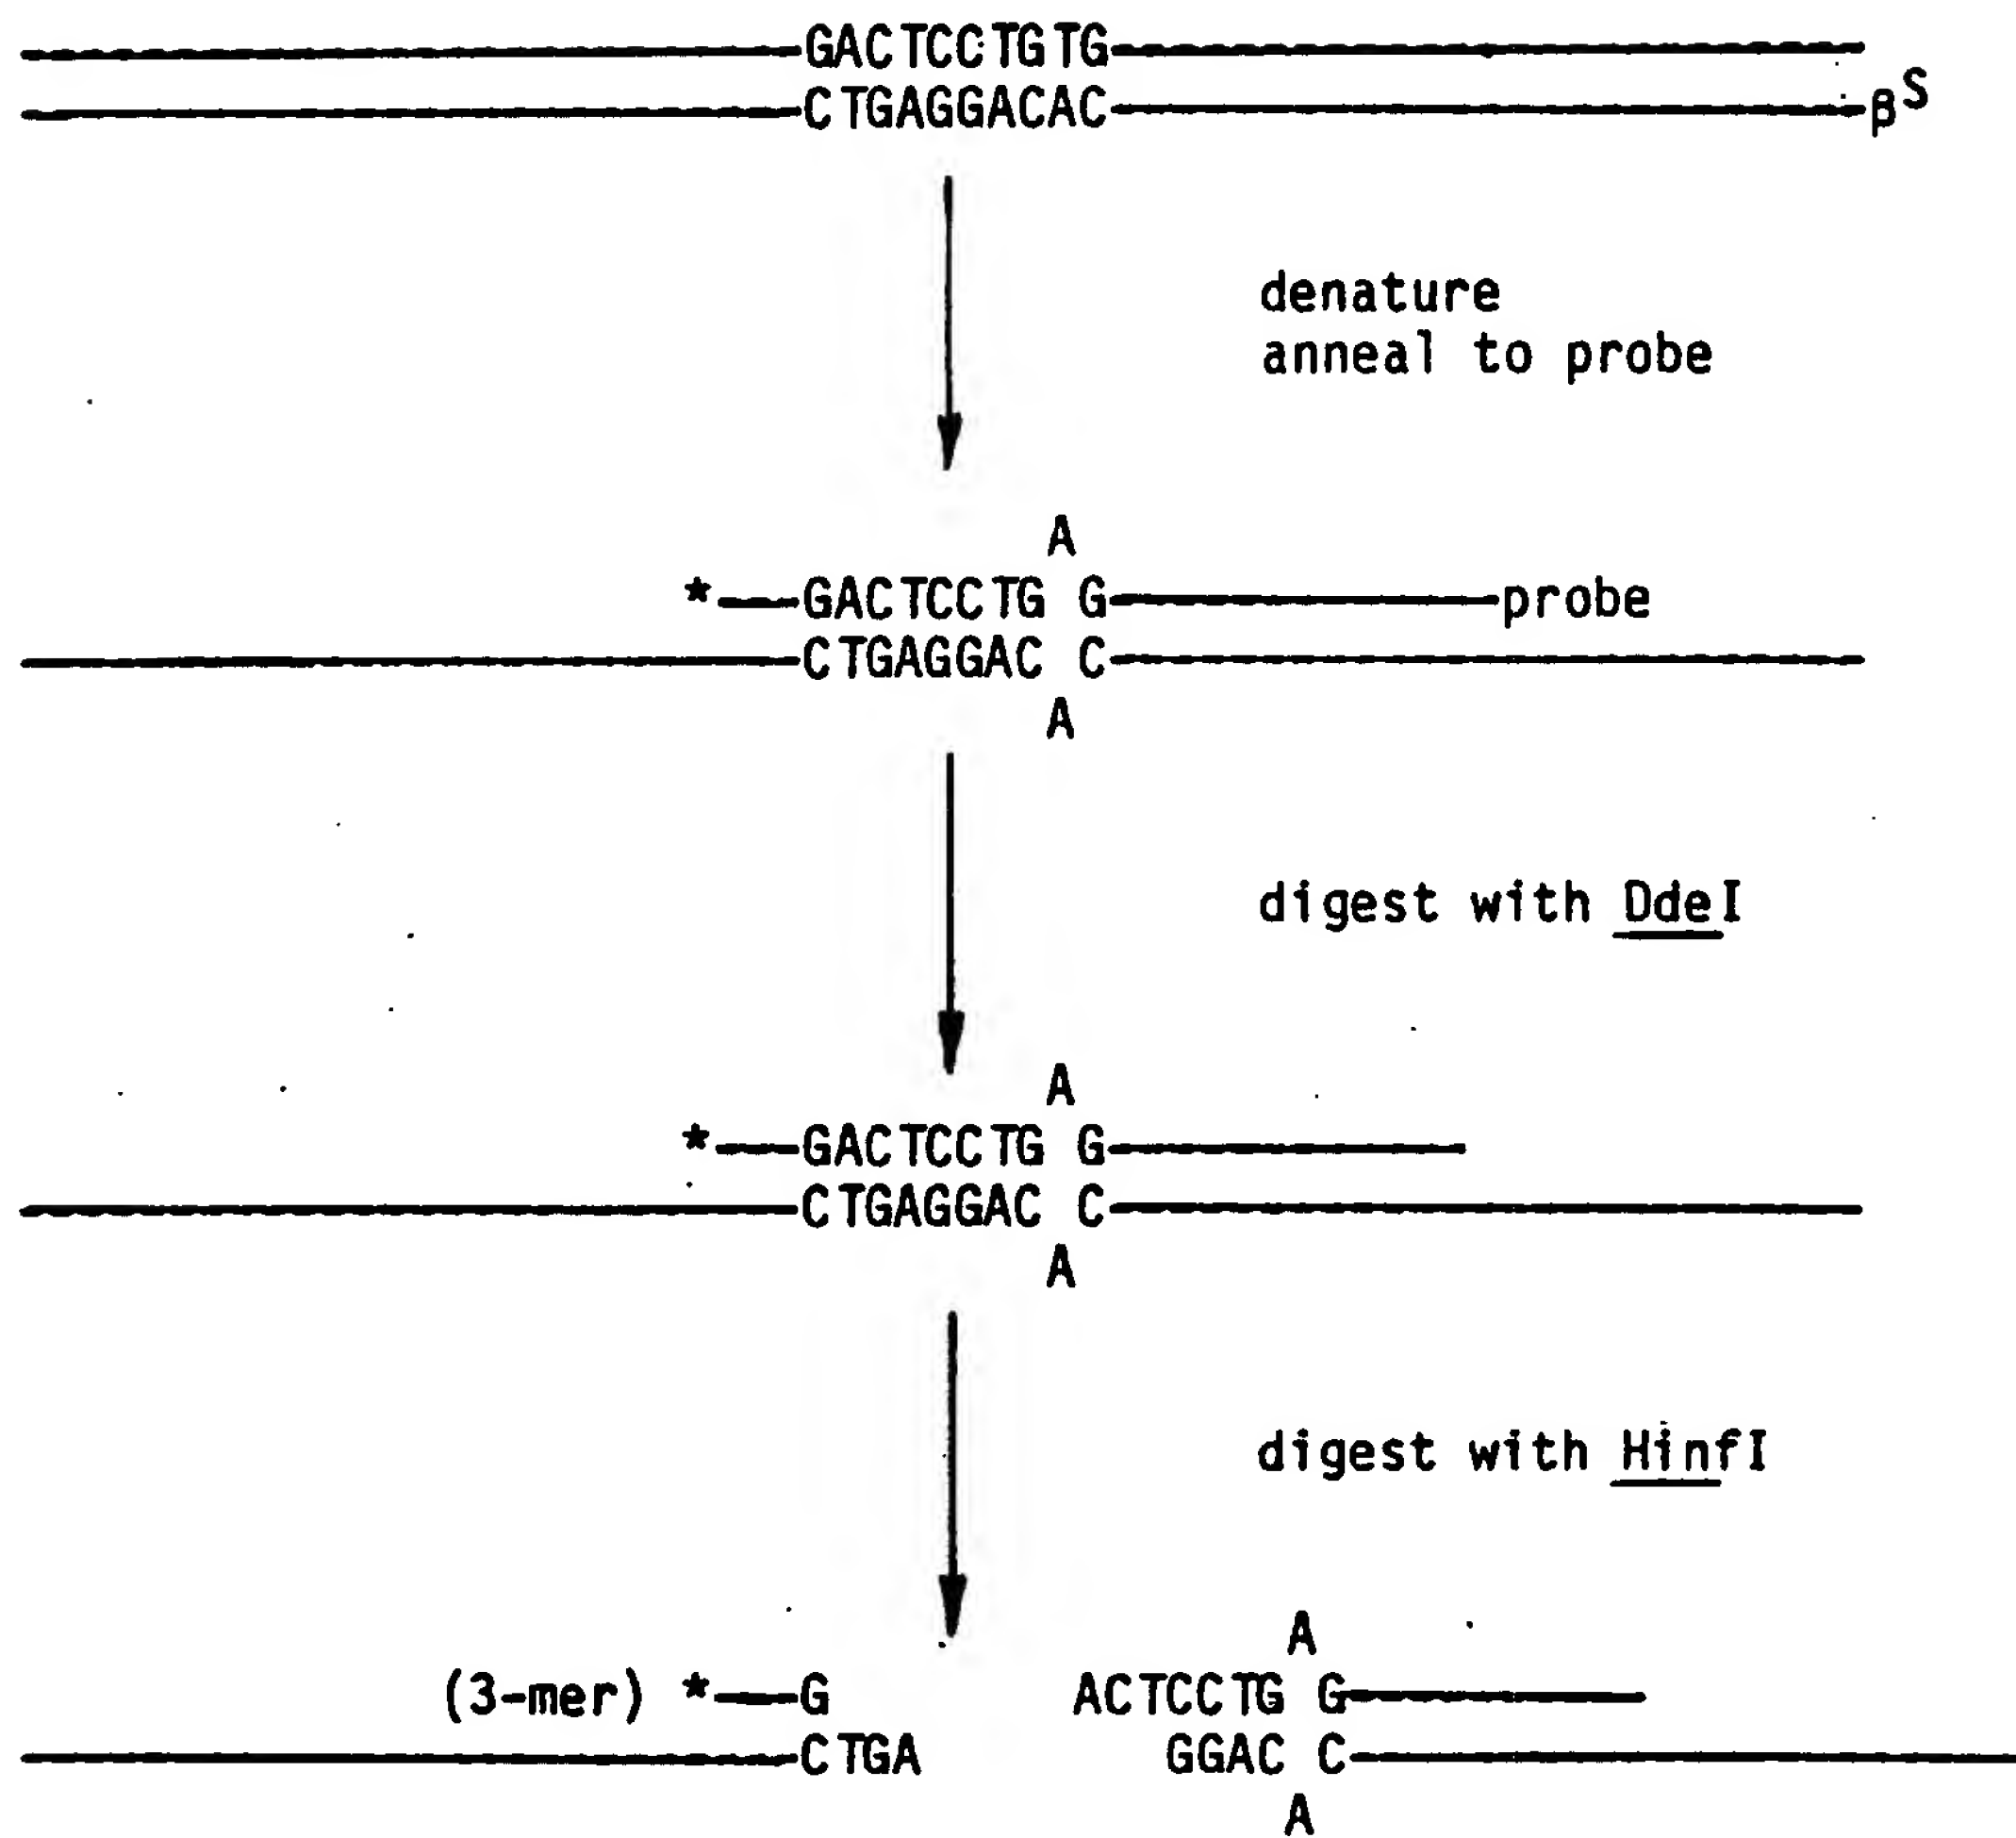 GACTCCTGTG
CTGAGGACAC βS
denature
anneal to probe
A
*GACTCCTG G probe
CTGAGGAC C
A
digest with DdeI
A
*GACTCCTG G
CTGAGGAC C
A
digest with HinfI
A
(3-mer) *G ACTCCTG G
CTGA GGAC C
A